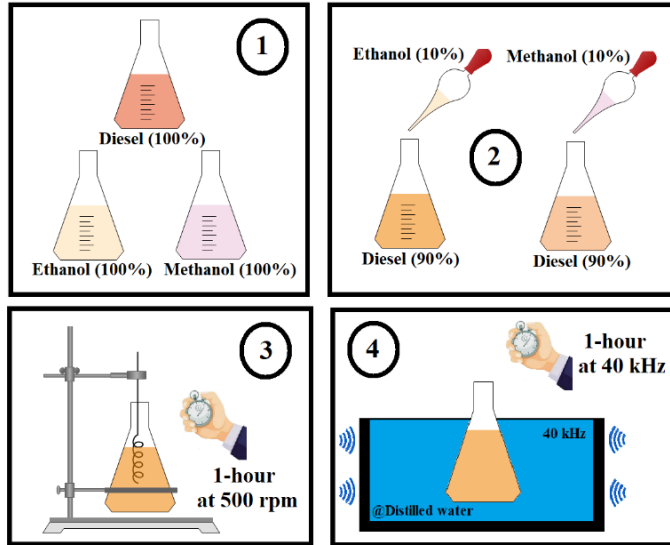 1
Diesel (100%)
Ethanol (100%) Methanol (100%)
Ethanol (10%) Methanol (10%)
2
Diesel (90%) Diesel (90%)
3
1-hour
at 500 rpm
4
1-hour
at 40 kHz
40 kHz
@Distilled water